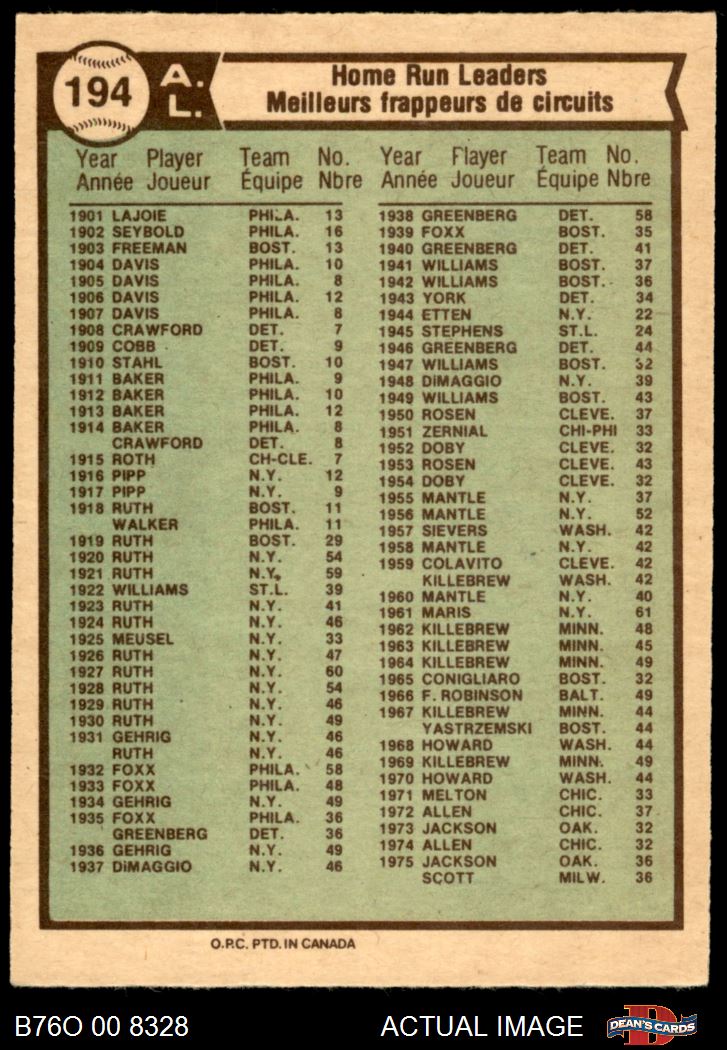 194
A.
L.
Home Run Leaders
Meilleurs frappeurs de circuits
Year Player Team No.
Année Joueur Équipe Nbre
1901 LAJOIE PHILA. 13
1902 SEYBOLD PHILA. 16
1903 FREEMAN BOST. 13
1904 DAVIS PHILA. 10
1905 DAVIS PHILA. 8
1906 DAVIS PHILA. 12
1907 DAVIS PHILA. 8
1908 CRAWFORD DET. 7
1909 COBB DET. 9
1910 STAHL BOST. 10
1911 BAKER PHILA. 9
1912 BAKER PHILA. 10
1913 BAKER PHILA. 12
1914 BAKER PHILA. 8
CRAWFORD DET. 8
1915 ROTH CH-CLE. 7
1916 PIPP N.Y. 12
1917 PIPP N.Y. 9
1918 RUTH BOST. 11
WALKER PHILA. 11
1919 RUTH BOST. 29
1920 RUTH N.Y. 54
1921 RUTH N.Y. 59
1922 WILLIAMS ST.L. 39
1923 RUTH N.Y. 41
1924 RUTH N.Y. 46
1925 MEUSEL N.Y. 33
1926 RUTH N.Y. 47
1927 RUTH N.Y. 60
1928 RUTH N.Y. 54
1929 RUTH N.Y. 46
1930 RUTH N.Y. 49
1931 GEHRIG N.Y. 46
RUTH N.Y. 46
1932 FOXX PHILA. 58
1933 FOXX PHILA. 48
1934 GEHRIG N.Y. 49
1935 FOXX PHILA. 36
GREENBERG DET. 36
1936 GEHRIG N.Y. 49
1937 DiMAGGIO N.Y. 46
Year Player Team No.
Année Joueur Équipe Nbre
1938 GREENBERG DET. 58
1939 FOXX BOST. 35
1940 GREENBERG DET. 41
1941 WILLIAMS BOST. 37
1942 WILLIAMS BOST. 36
1943 YORK DET. 34
1944 ETTEN N.Y. 22
1945 STEPHENS ST.L. 24
1946 GREENBERG DET. 44
1947 WILLIAMS BOST. 32
1948 DiMAGGIO N.Y. 39
1949 WILLIAMS BOST. 43
1950 ROSEN CLEVE. 37
1951 ZERNIAL CHI-PHI 33
1952 DOBY CLEVE. 32
1953 ROSEN CLEVE. 43
1954 DOBY CLEVE. 32
1955 MANTLE N.Y. 37
1956 MANTLE N.Y. 52
1957 SIEVERS WASH. 42
1958 MANTLE N.Y. 42
1959 COLAVITO CLEVE. 42
KILLEBREW WASH. 42
1960 MANTLE N.Y. 40
1961 MARIS N.Y. 61
1962 KILLEBREW MINN. 48
1963 KILLEBREW MINN. 45
1964 KILLEBREW MINN. 49
1965 CONIGLIARO BOST. 32
1966 F. ROBINSON BALT. 49
1967 KILLEBREW MINN. 44
YASTRZEMSKI BOST. 44
1968 HOWARD WASH. 44
1969 KILLEBREW MINN. 49
1970 HOWARD WASH. 44
1971 MELTON CHIC. 33
1972 ALLEN CHIC. 37
1973 JACKSON OAK. 32
1974 ALLEN CHIC. 32
1975 JACKSON OAK. 36
SCOTT MILW. 36
O.P.C. PTD. IN CANADA
B76O 00 8328
ACTUAL IMAGE
D
DEAN'S CARDS